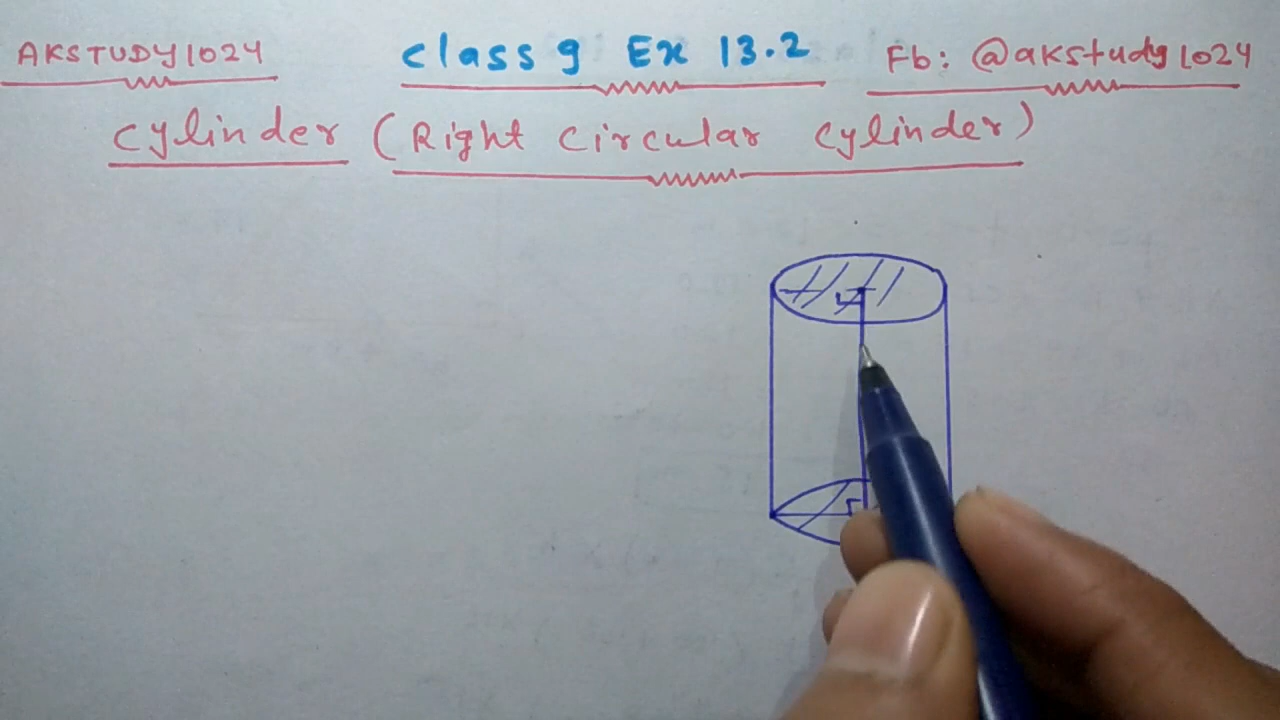 AKSTUDY1024 Class 9 Ex 13.2 Fb: @akstudy1024
Cylinder (Right Circular Cylinder)